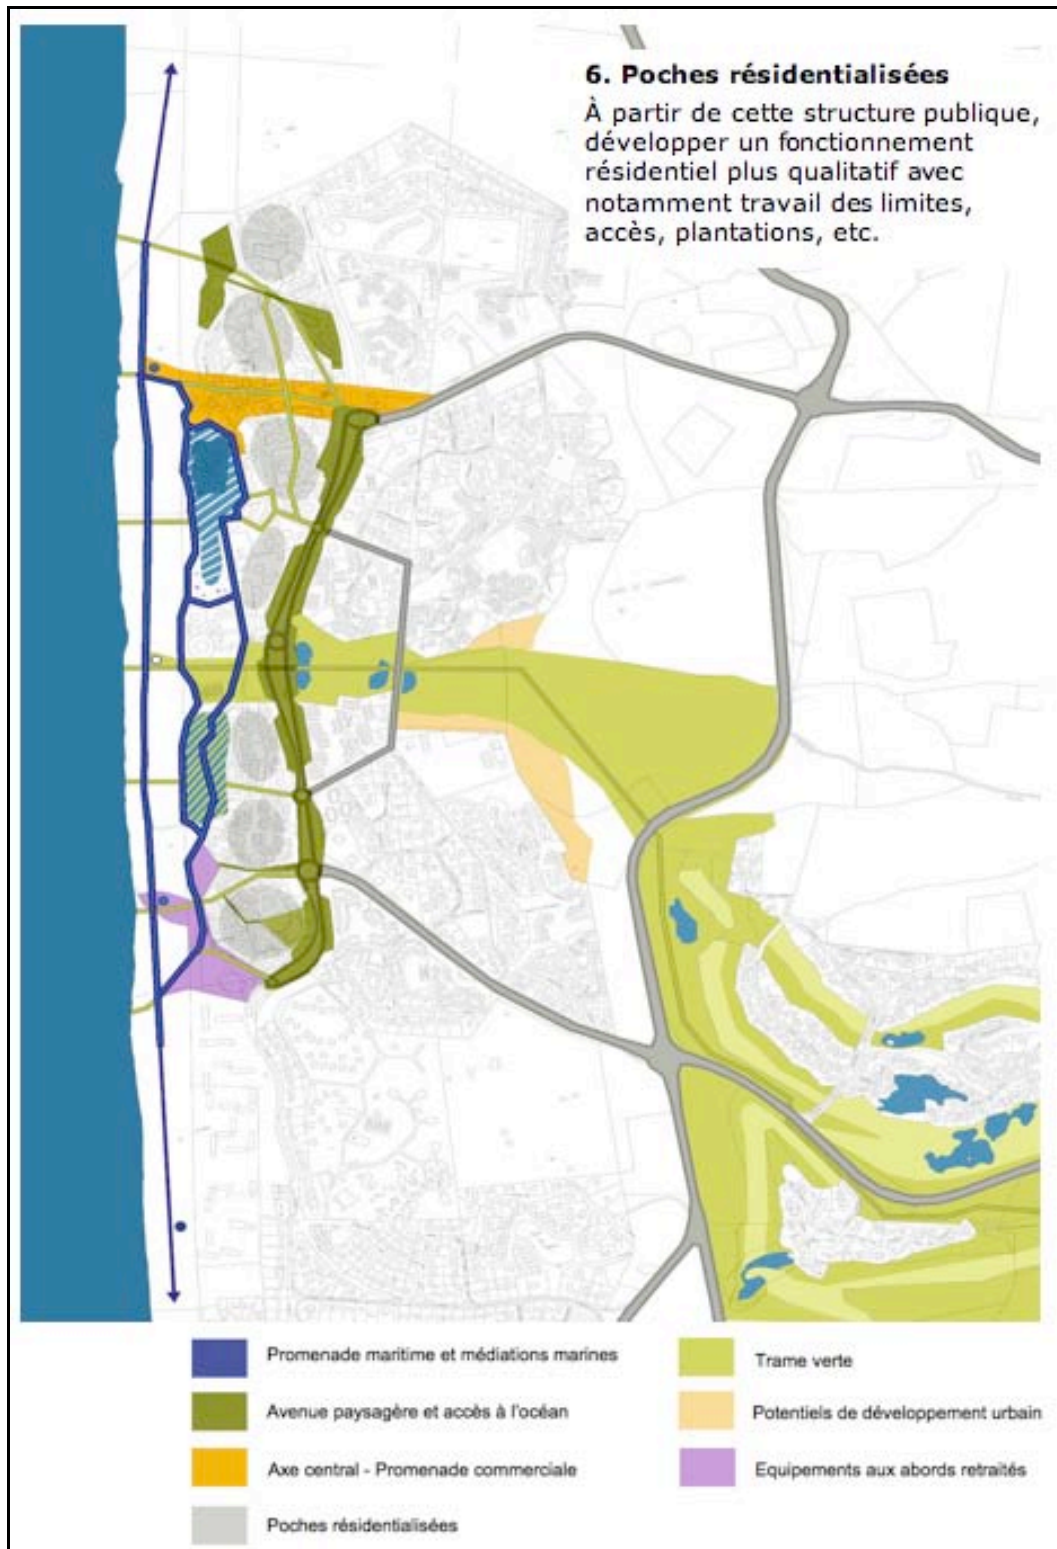 6. Poches résidentialisées
À partir de cette structure publique,
développer un fonctionnement
résidentiel plus qualitatif avec
notamment travail des limites,
accès, plantations, etc.
Promenade maritime et médiations marines
Avenue paysagère et accès à l'océan
Axe central - Promenade commerciale
Poches résidentialisées
Trame verte
Potentiels de développement urbain
Equipements aux abords retraités